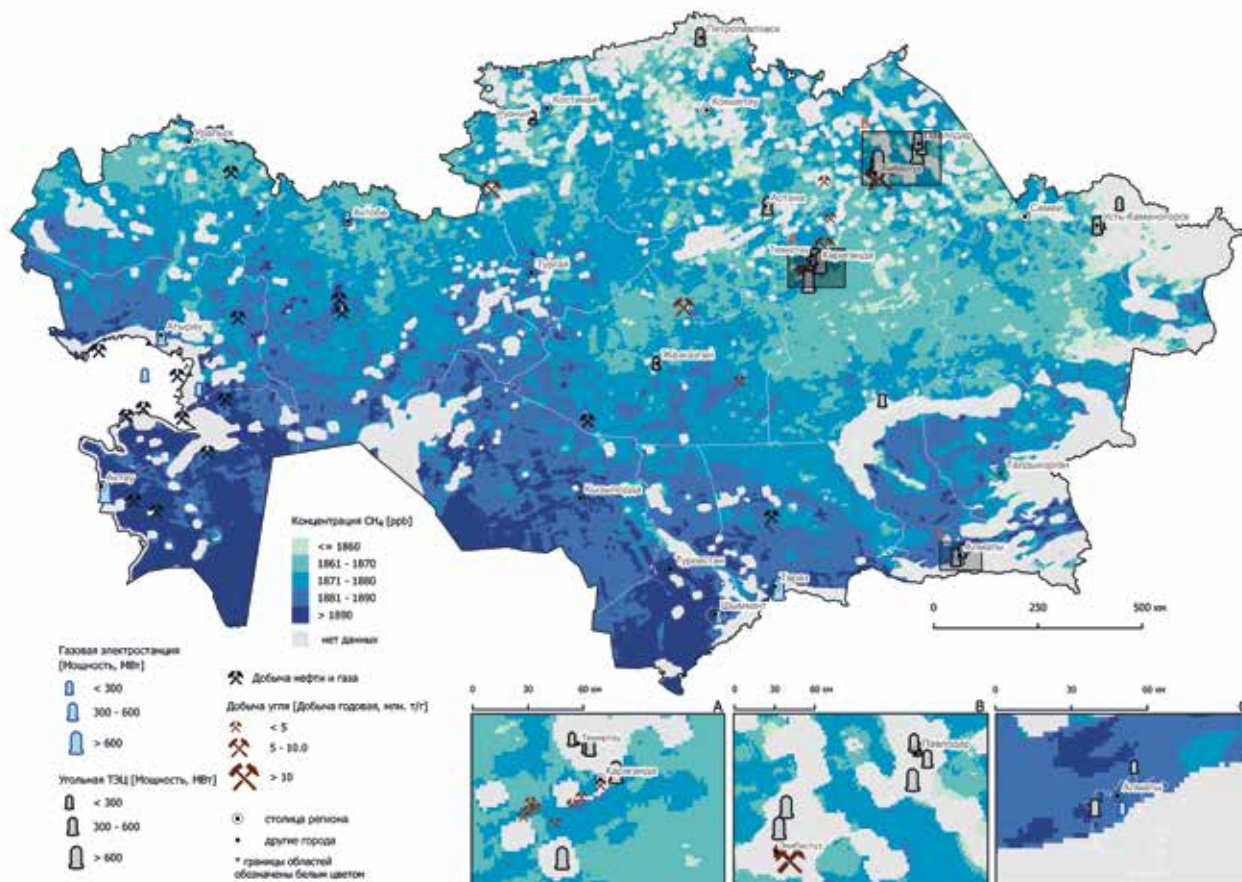 Петропавловск
Костанай
Рудный
Кокшетау
Павлодар
Уральск
Актобе
Астана
Семей
Усть-Каменогорск
Темиртау
Караганда
Тургай
Атырау
Жезказган
Талдыкорган
Актау
Кызылорда
Алматы
Туркестан
Тараз
Шымкент
Концентрация CH₄ [ppb]
<= 1860
1861 - 1870
1871 - 1880
1881 - 1890
> 1890
нет данных
0 250 500 км
Газовая электростанция
[Мощность, МВт]
< 300
300 - 600
> 600
Угольная ТЭЦ [Мощность, МВт]
< 300
300 - 600
> 600
Добыча нефти и газа
Добыча угля [Добыча годовая, млн. т/г]
< 5
5 - 10.0
> 10
столица региона
другие города
* границы областей
обозначены белым цветом
0 30 60 км
A
Темиртау
Караганда
0 30 60 км
B
Павлодар
Экибастуз
0 30 60 км
Алматы